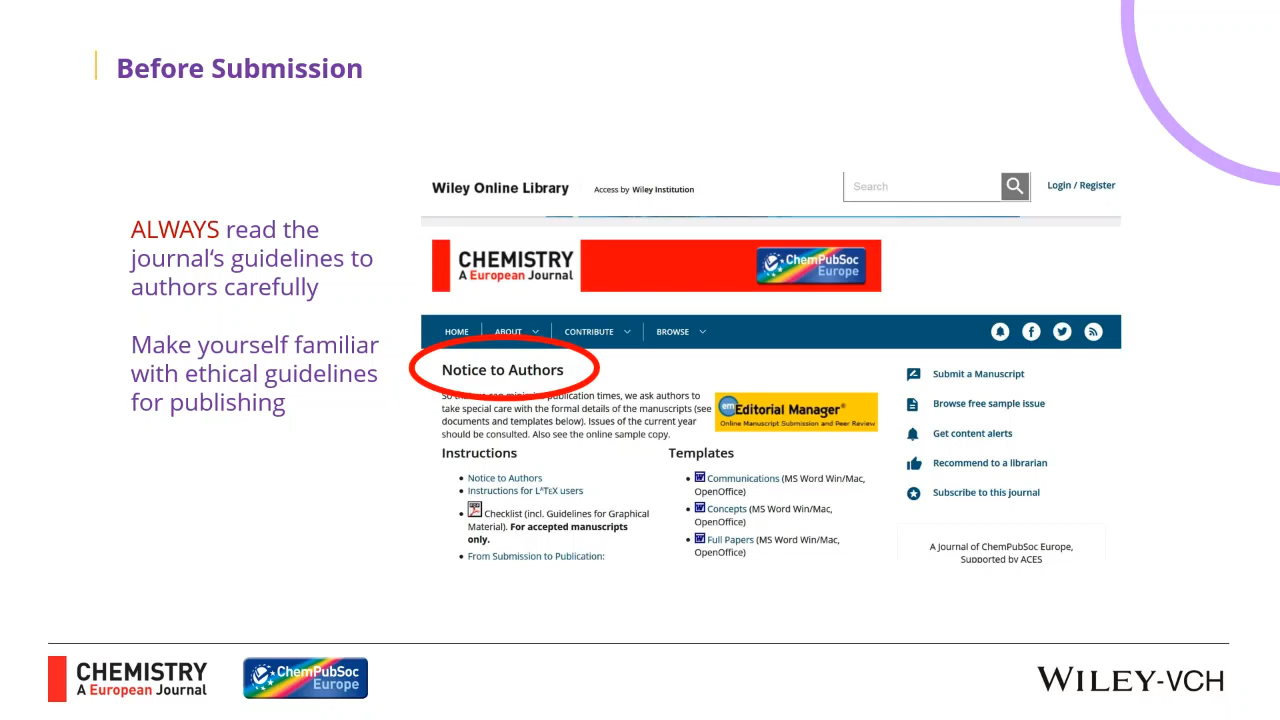 Before Submission
ALWAYS read the
journal‘s guidelines to
authors carefully
Make yourself familiar
with ethical guidelines
for publishing
Wiley Online Library
Access by Wiley Institution
Search
Login / Register
CHEMISTRY
A European Journal
ChemPubSoc
Europe
HOME
ABOUT
CONTRIBUTE
BROWSE
Notice to Authors
So that we can minimize publication times, we ask authors to
take special care with the formal details of the manuscripts (see
documents and templates below). Issues of the current year
should be consulted. Also see the online sample copy.
em Editorial Manager®
Online Manuscript Submission and Peer Review
Instructions
• Notice to Authors
• Instructions for LATEX users
• Checklist (incl. Guidelines for Graphical
Material). For accepted manuscripts
only.
• From Submission to Publication:
Templates
• Communications (MS Word Win/Mac,
OpenOffice)
• Concepts (MS Word Win/Mac,
OpenOffice)
• Full Papers (MS Word Win/Mac,
OpenOffice)
Submit a Manuscript
Browse free sample issue
Get content alerts
Recommend to a librarian
Subscribe to this journal
A Journal of ChemPubSoc Europe,
Supported by ACES
CHEMISTRY
A European Journal
ChemPubSoc
Europe
WILEY-VCH